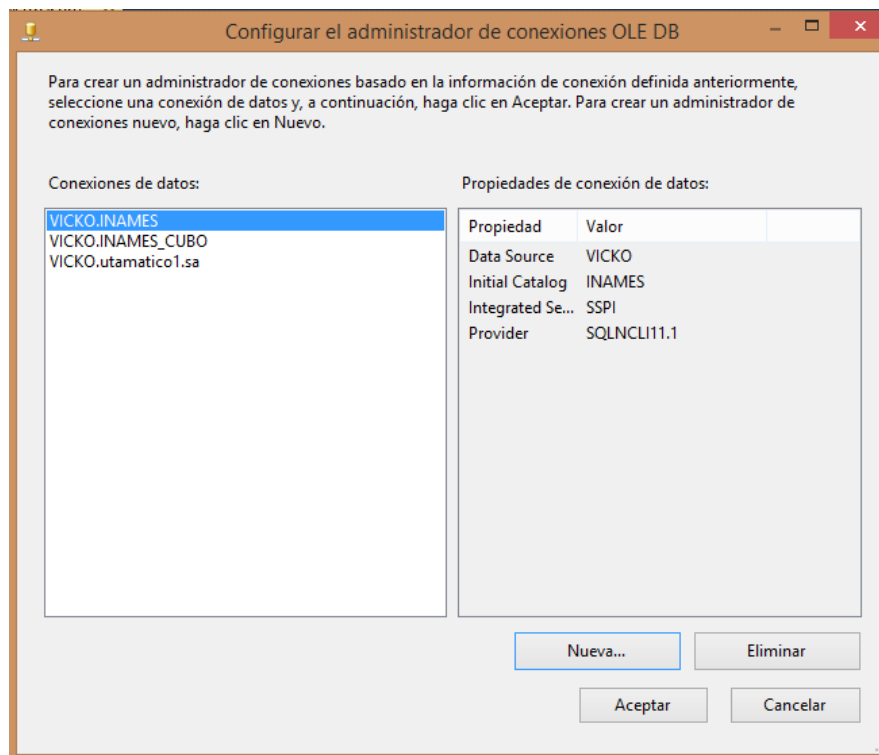 Configurar el administrador de conexiones OLE DB
Para crear un administrador de conexiones basado en la información de conexión definida anteriormente,
seleccione una conexión de datos y, a continuación, haga clic en Aceptar. Para crear un administrador de
conexiones nuevo, haga clic en Nuevo.
Conexiones de datos:
VICKO.INAMES
VICKO.INAMES_CUBO
VICKO.utamatico1.sa
Propiedades de conexión de datos:
Propiedad Valor
Data Source VICKO
Initial Catalog INAMES
Integrated Se... SSPI
Provider SQLNCLI11.1
Nueva... Eliminar
Aceptar Cancelar